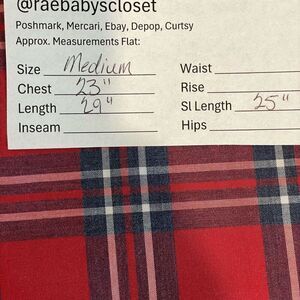 @raebabyscloset
Poshmark, Mercari, Ebay, Depop, Curtsy
Approx. Measurements Flat:
Size Medium Waist
Chest 23" Rise
Length 29" Sl Length 25"
Inseam Hips